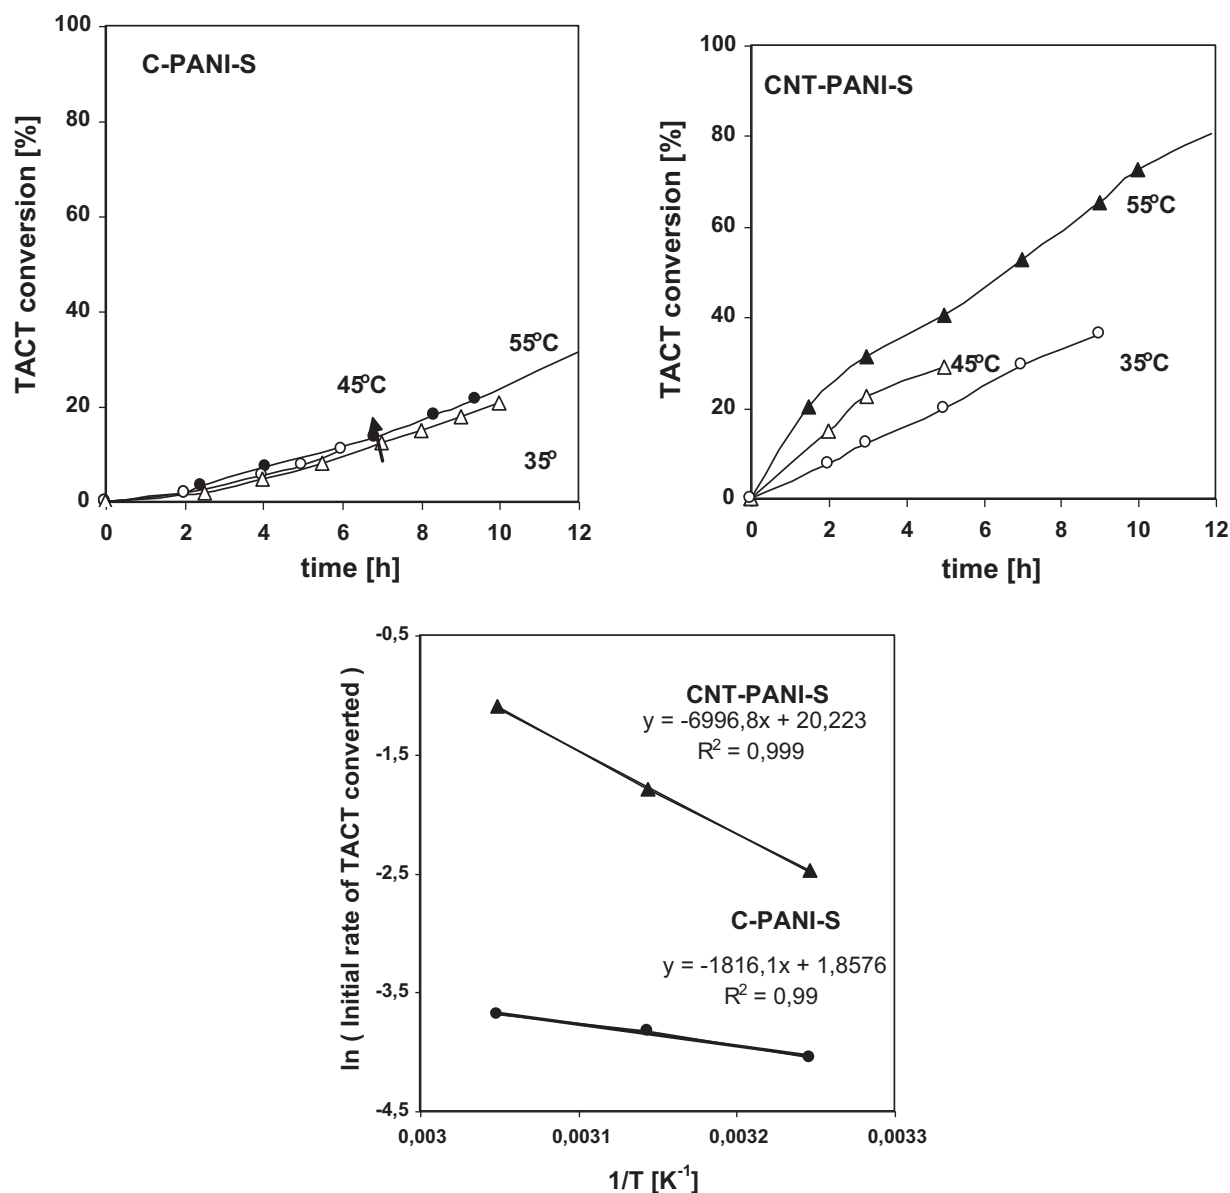 C-PANI-S
TACT conversion [%]
100
80
60
40
20
0
55°C
45°C
35°
0 2 4 6 8 10 12
time [h]
CNT-PANI-S
TACT conversion [%]
100
80
60
40
20
0
55°C
45°C
35°C
0 2 4 6 8 10 12
time [h]
ln ( Initial rate of TACT converted )
-0,5
-1,5
-2,5
-3,5
-4,5
CNT-PANI-S
y = -6996,8x + 20,223
R² = 0,999
C-PANI-S
y = -1816,1x + 1,8576
R² = 0,99
0,003 0,0031 0,0032 0,0033
1/T [K⁻¹]